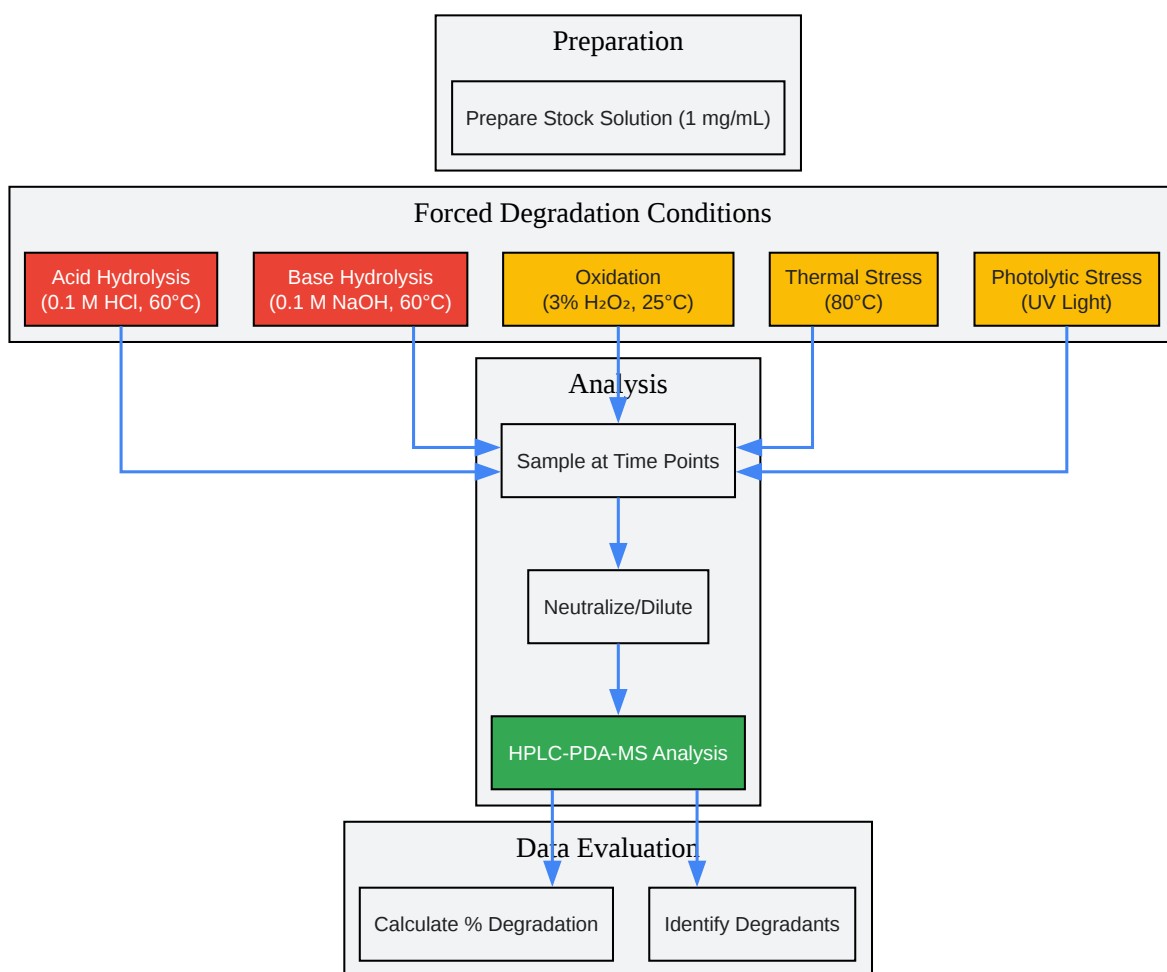 Preparation
Prepare Stock Solution (1 mg/mL)
Forced Degradation Conditions
Acid Hydrolysis
(0.1 M HCl, 60°C)
Base Hydrolysis
(0.1 M NaOH, 60°C)
Oxidation
(3% H₂O₂, 25°C)
Thermal Stress
(80°C)
Photolytic Stress
(UV Light)
Analysis
Sample at Time Points
Neutralize/Dilute
HPLC-PDA-MS Analysis
Data Evaluation
Calculate % Degradation
Identify Degradants